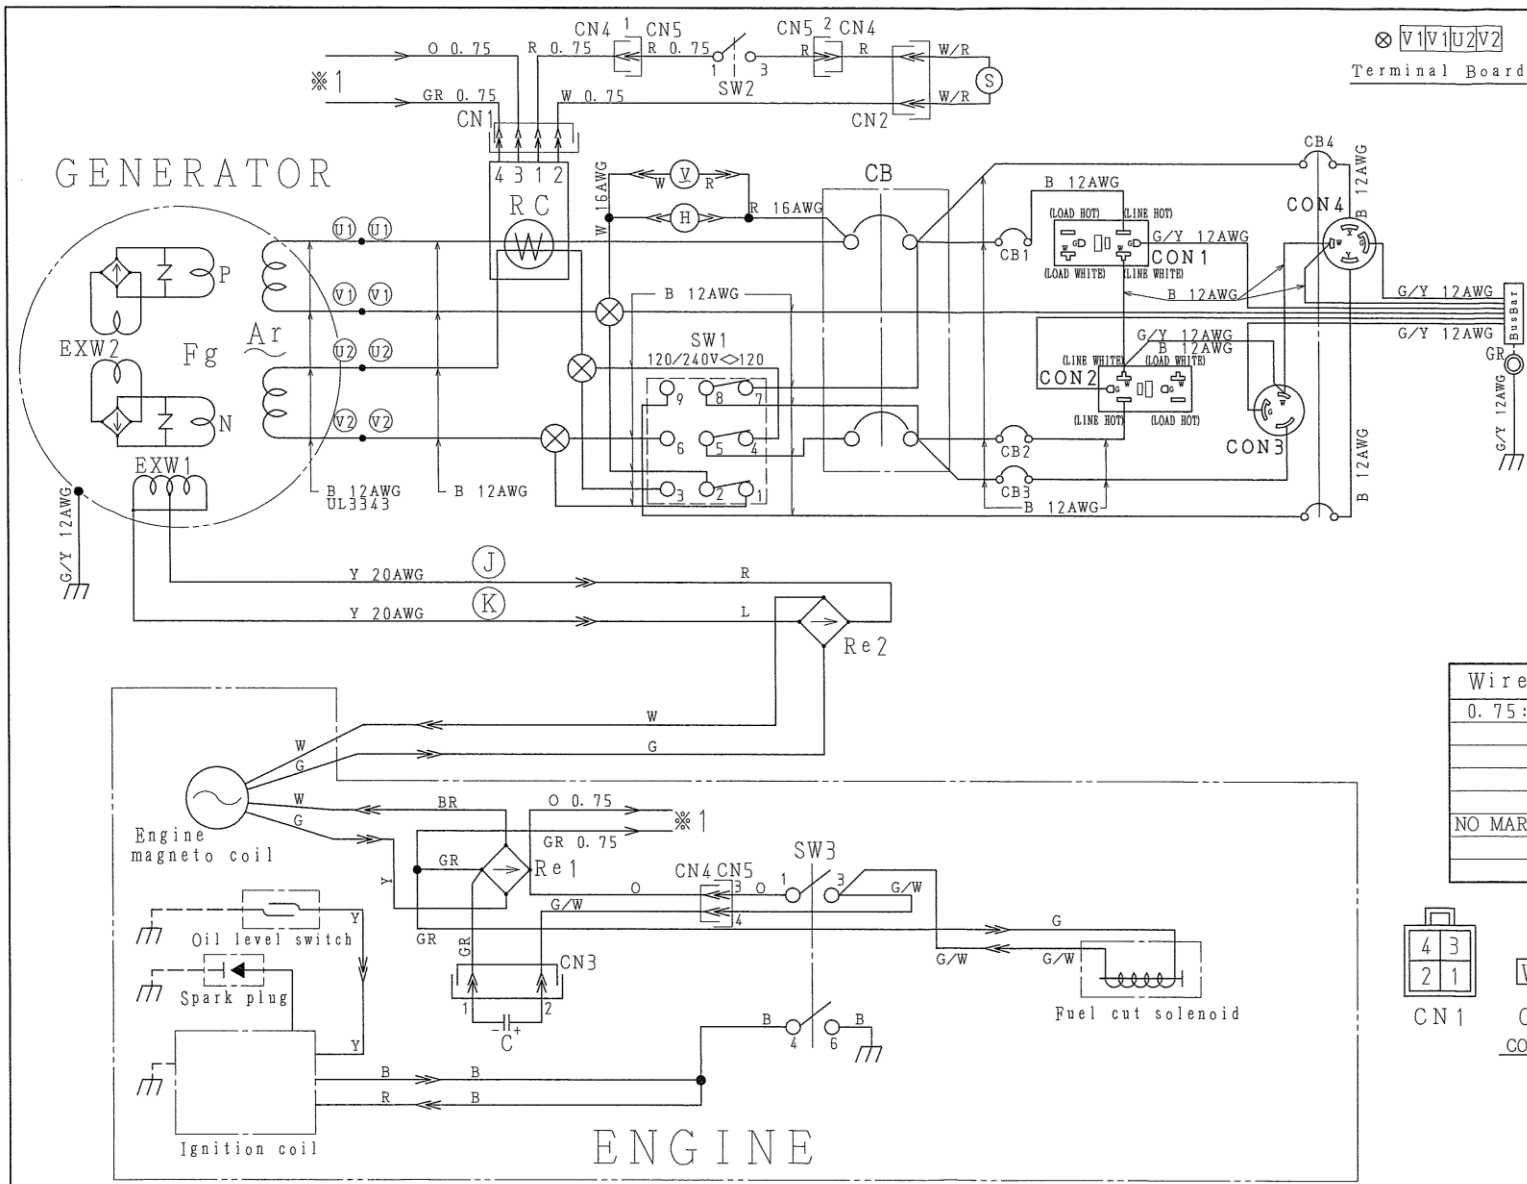 CN4 1 CN5
CN5 2 CN4
O 0.75
R 0.75
R 0.75
R
R
W/R
※1
1
3
SW2
S
GR 0.75
W 0.75
W/R
CN1
CN2
V1 V1 U2 V2
Terminal Board
GENERATOR
4 3 1 2
RC
W
W 16AWG
W
W V R
H
R 16AWG
CB
CB4
B 12AWG
B 12AWG
CON4
(LOAD HOT) (LINE HOT)
G G
W W
G/Y 12AWG
CON1
(LOAD WHITE) (LINE WHITE)
CB1
X
W G
Y
U1 U1
P
V1 V1
Ar
EXW2
Fg
U2 U2
N
V2 V2
EXW1
B 12AWG
B 12AWG
G/Y 12AWG
BusBar
G/Y 12AWG
G/Y 12AWG
B 12AWG
SW1
120/240V<>120
(LINE WHITE) (LOAD WHITE)
CON2
W W
G G
(LINE HOT) (LOAD HOT)
GR
9 8 7
6 5 4
3 2 1
W
G
CON3
CB2
CB3
G/Y 12AWG
B 12AWG
B 12AWG
UL3343
B 12AWG
B 12AWG
G/Y 12AWG
J
Y 20AWG
R
K
Y 20AWG
L
Re2
Wire
0.75:
NO MAR
W
W
G
G
W
BR
G
Engine
magneto coil
O 0.75
※1
GR 0.75
GR
Re1
Y
SW3
CN4 CN5
1
3
O
3
O
G/W
G/W
4
Y
Oil level switch
GR
GR
G
G/W
G/W
CN3
Spark plug
1
2
- +
C
Fuel cut solenoid
4 3
2 1
CN1
C
CO
B
4
6
B
Y
B
B
R
B
Ignition coil
ENGINE